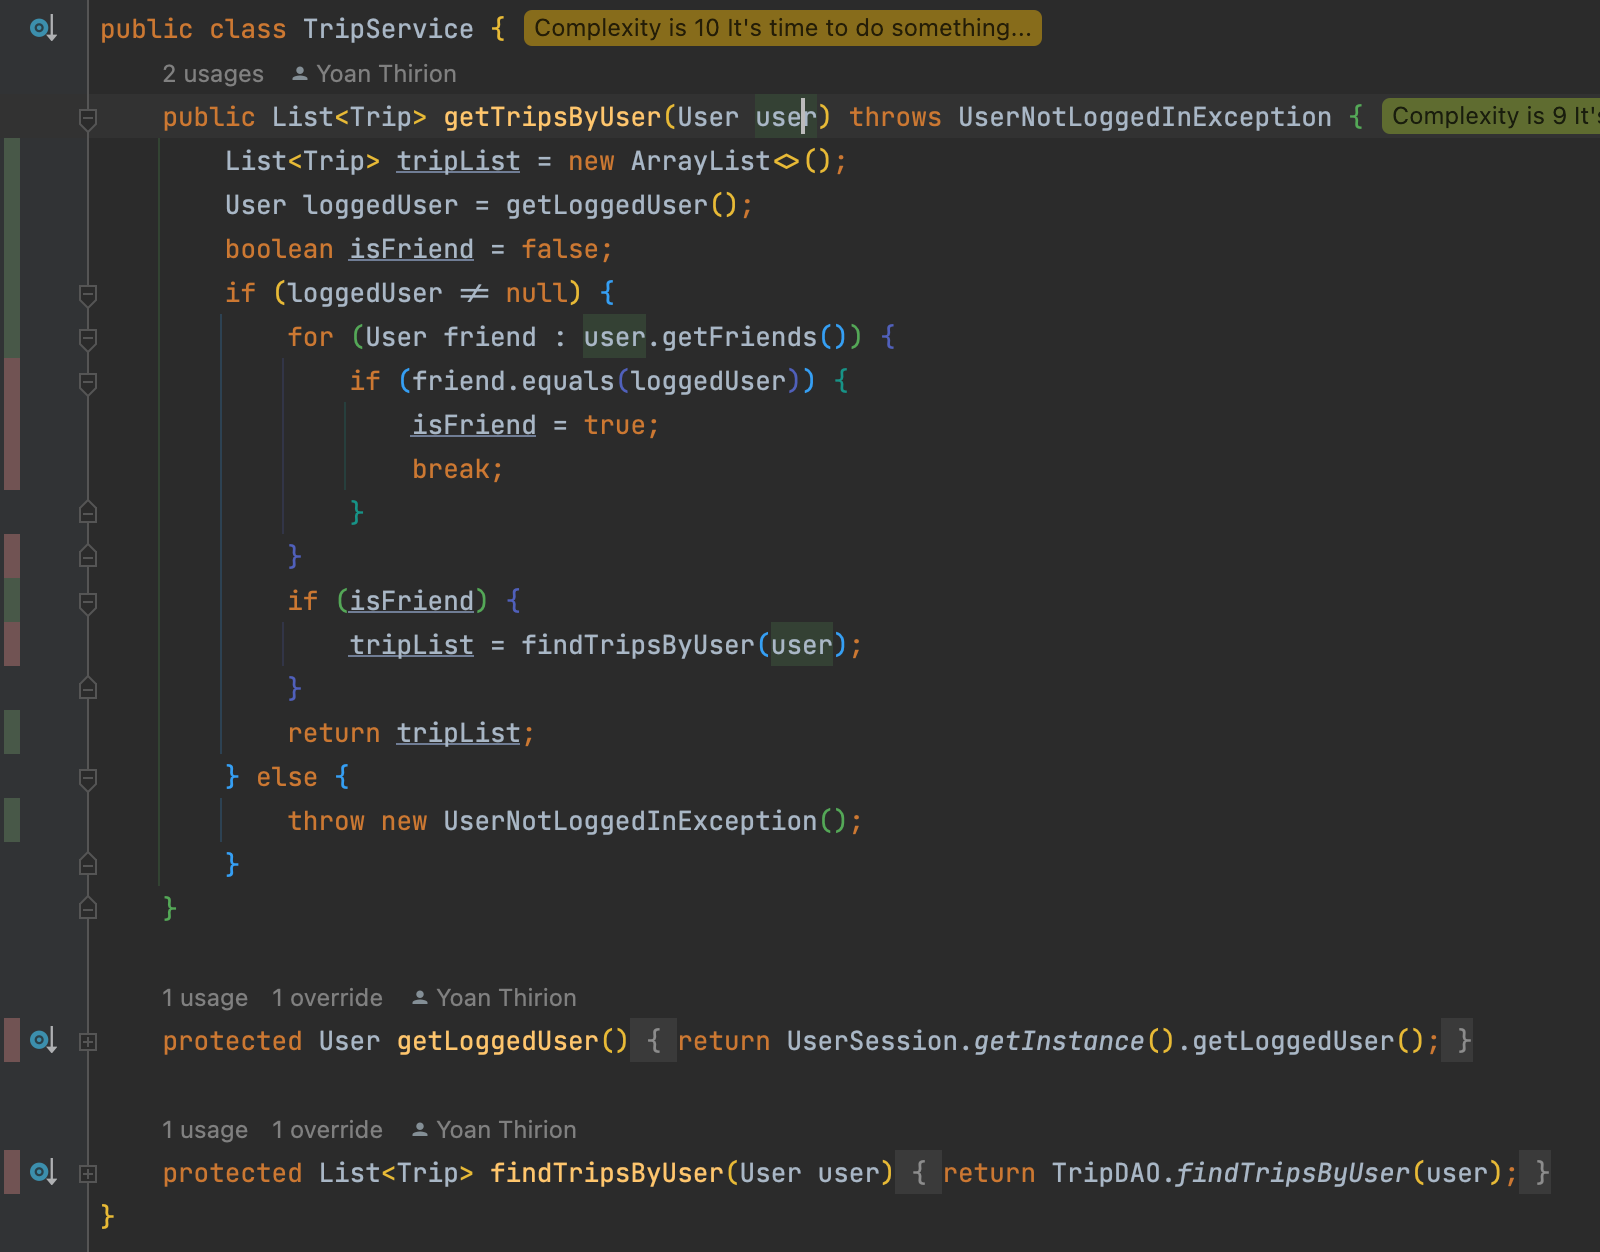 public class TripService { Complexity is 10 It's time to do something...
2 usages Yoan Thirion
public List<Trip> getTripsByUser(User user) throws UserNotLoggedInException { Complexity is 9 It's
List<Trip> tripList = new ArrayList<>();
User loggedUser = getLoggedUser();
boolean isFriend = false;
if (loggedUser != null) {
for (User friend : user.getFriends()) {
if (friend.equals(loggedUser)) {
isFriend = true;
break;
}
}
if (isFriend) {
tripList = findTripsByUser(user);
}
return tripList;
} else {
throw new UserNotLoggedInException();
}
}
1 usage 1 override Yoan Thirion
protected User getLoggedUser() { return UserSession.getInstance().getLoggedUser(); }
1 usage 1 override Yoan Thirion
protected List<Trip> findTripsByUser(User user) { return TripDAO.findTripsByUser(user); }
}